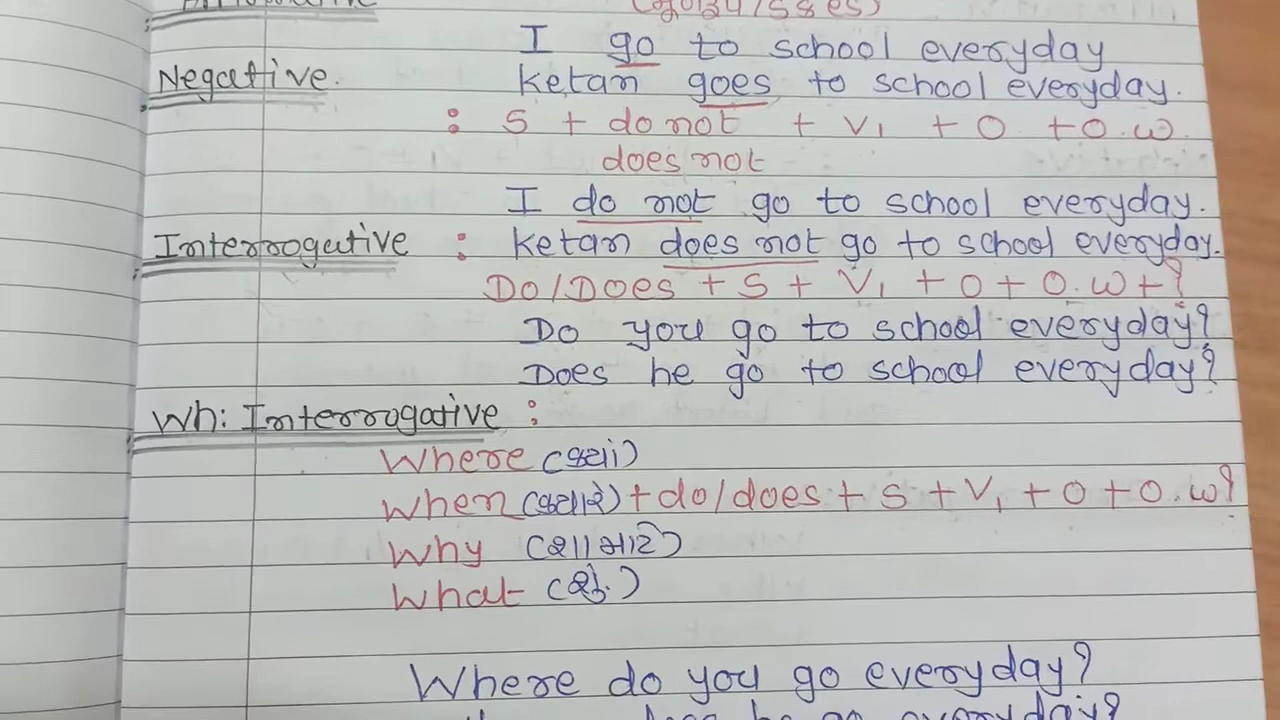 I go to school everyday
Negative.
Ketan goes to school everyday.
: S + do not + V1 + O + O.W.
does not
I do not go to school everyday.
Interrogative : Ketan does not go to school everyday.
Do/Does + S + V1 + O + O.W + ?
Do you go to school everyday?
Does he go to school everyday?
Wh: Interrogative :
Where (ક્યાં)
When (ક્યારે) + do/does + S + V1 + O + O.W?
Why (શા માટે)
What (શું.)
Where do you go everyday?
he go everyday?